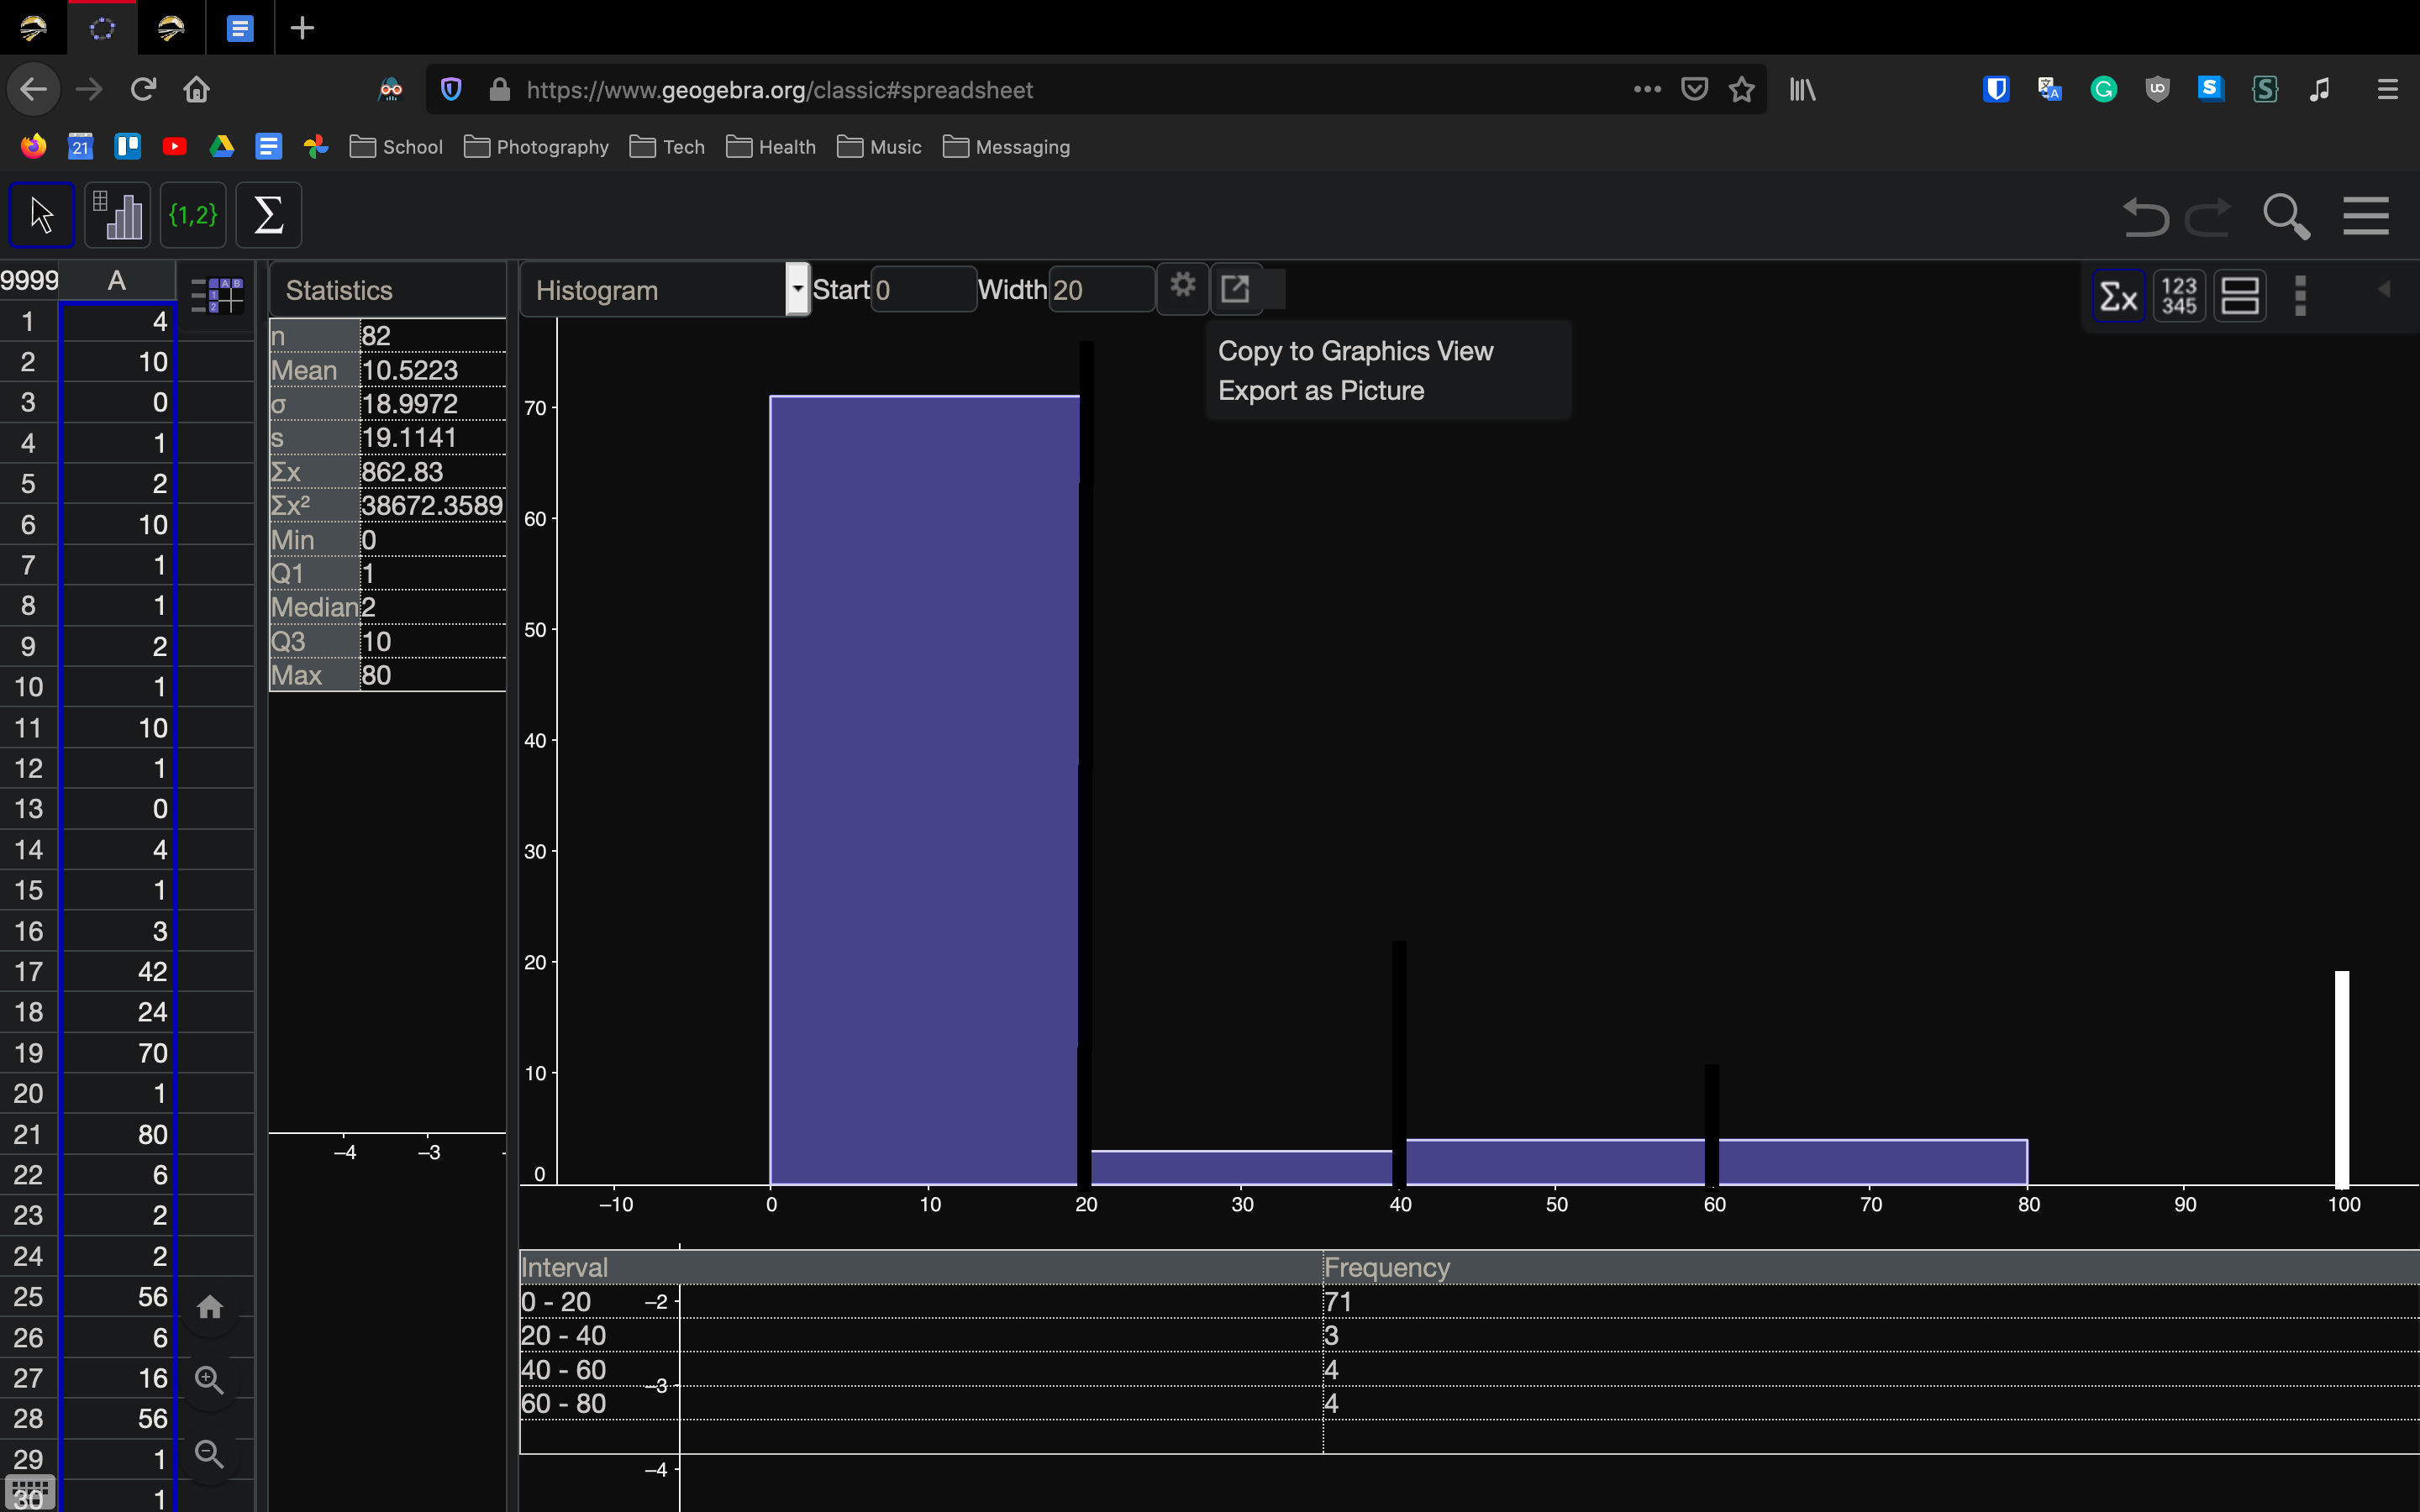 https://www.geogebra.org/classic#spreadsheet
21
School
Photography
Tech
Health
Music
Messaging
{1,2}
Σ
9999
A
1 4
2 10
3 0
4 1
5 2
6 10
7 1
8 1
9 2
10 1
11 10
12 1
13 0
14 4
15 1
16 3
17 42
18 24
19 70
20 1
21 80
22 6
23 2
24 2
25 56
26 6
27 16
28 56
29 1
30 1
Statistics
n 82
Mean 10.5223
σ 18.9972
s 19.1141
Σx 862.83
Σx² 38672.3589
Min 0
Q1 1
Median 2
Q3 10
Max 80
–4 –3
Histogram
Start 0
Width 20
Copy to Graphics View
Export as Picture
Σx
123
345
70
60
50
40
30
20
10
0
–10 0 10 20 30 40 50 60 70 80 90 100
Interval Frequency
0 - 20 71
20 - 40 3
40 - 60 4
60 - 80 4
–2
–3
–4